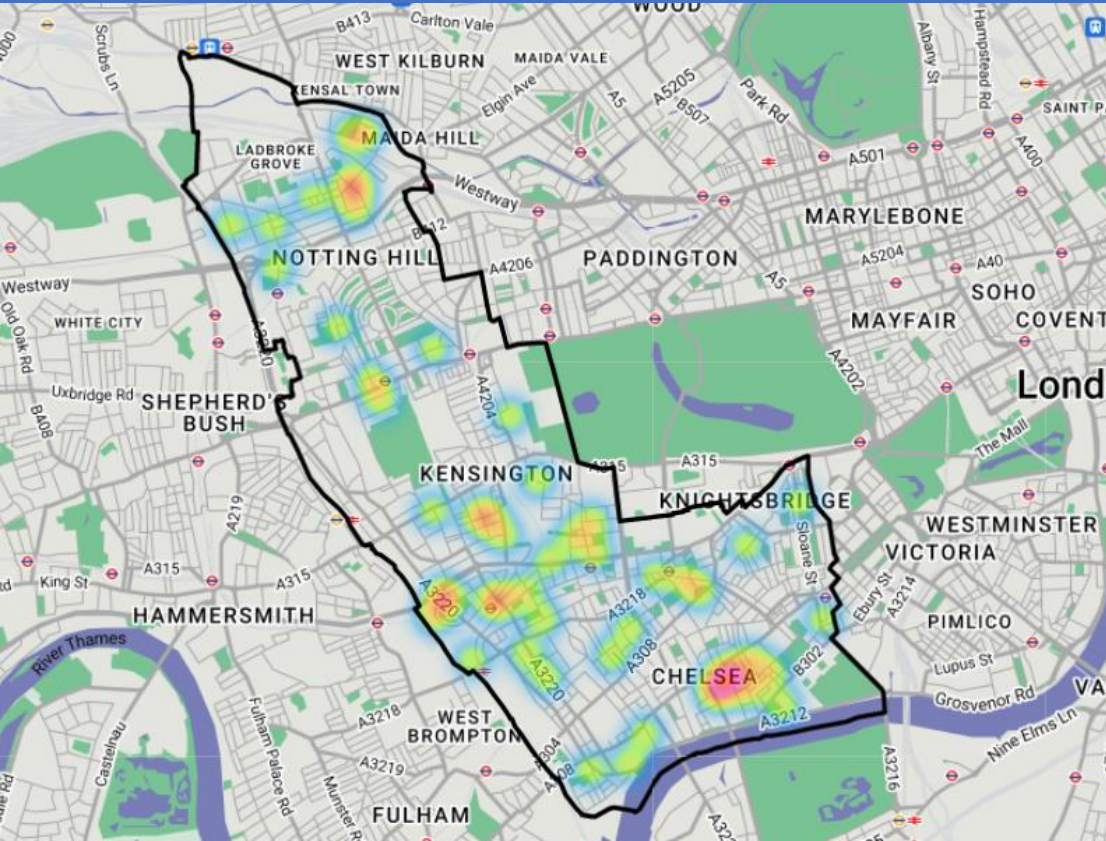 WOOD
B413
Carlton Vale
Scrubs Ln
Albany St
Hampstead Rd
WEST KILBURN
MAIDA VALE
KENSAL TOWN
Elgin Ave
A5
A5205
B507
Park Rd
MAIDA HILL
LADBROKE
GROVE
A501
A400
Westway
MARYLEBONE
B412
NOTTING HILL
A4206
PADDINGTON
A5204
A40
A5
Westway
SOHO
Old Oak Rd
WHITE CITY
A3220
MAYFAIR
COVENT
A4202
Uxbridge Rd
SHEPHERD'S
BUSH
B408
A4204
Lond
The Mall
KENSINGTON
A315
A315
KNIGHTSBRIDGE
A219
Sloane St
WESTMINSTER
VICTORIA
King St
A315
A315
A3220
A3218
Ebury St
A3214
HAMMERSMITH
PIMLICO
River Thames
A308
B302
Lupus St
CHELSEA
A3220
VA
Grosvenor Rd
A3212
WEST
BROMPTON
A3218
Fulham Palace Rd
Castelnau
Nine Elms Ln
A3219
A3216
Munster R
FULHAM